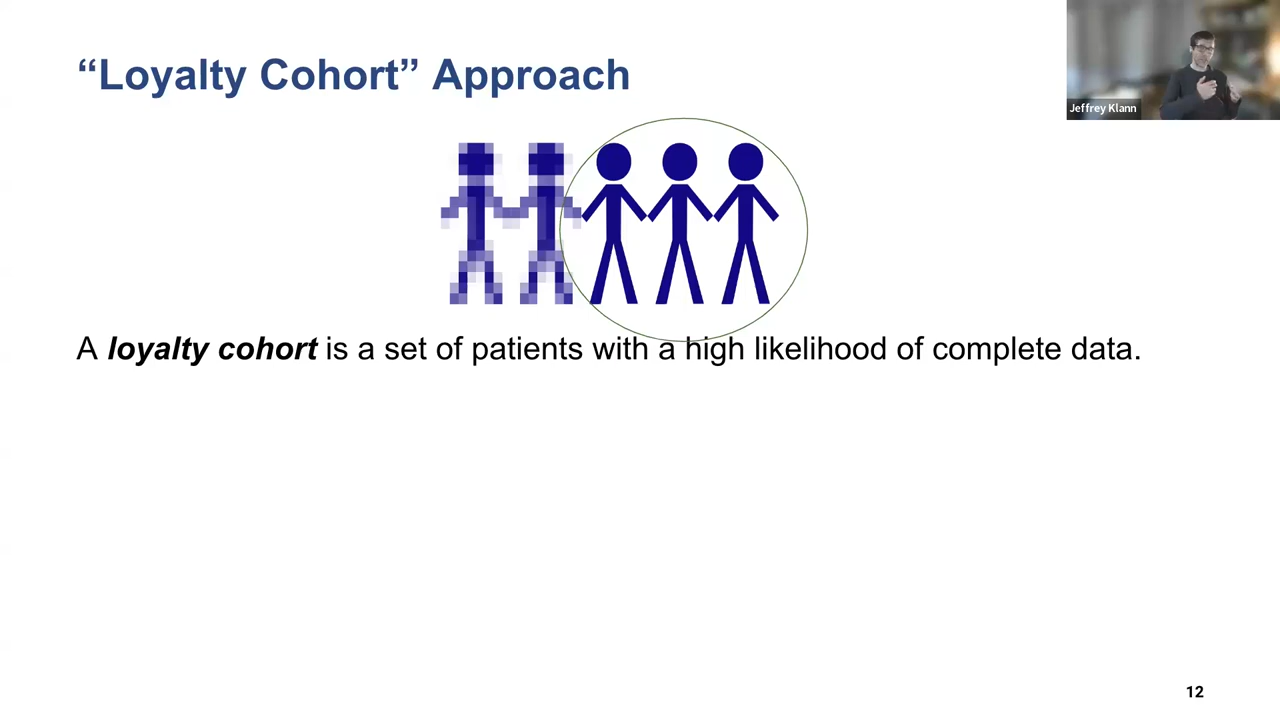 “Loyalty Cohort” Approach
Jeffrey Klann
A loyalty cohort is a set of patients with a high likelihood of complete data.
12